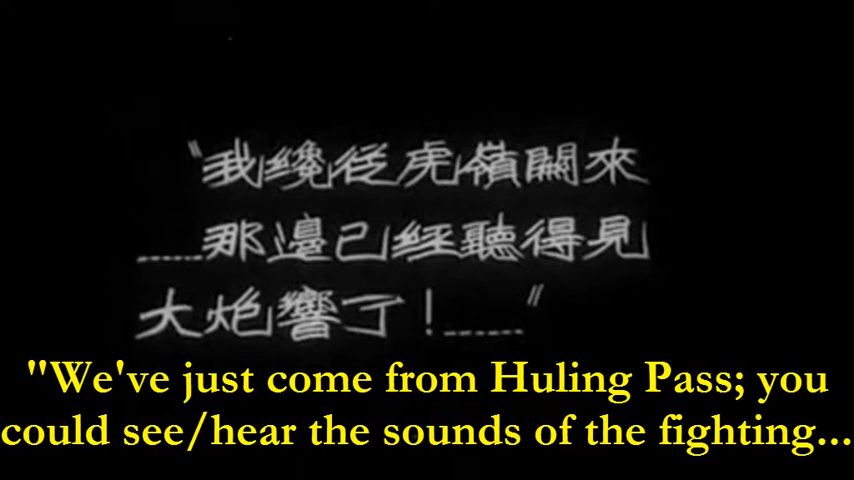 "我纔從虎嶺關來
......那邊已經聽得見
大炮響了！......"
"We've just come from Huling Pass; you
could see/hear the sounds of the fighting...